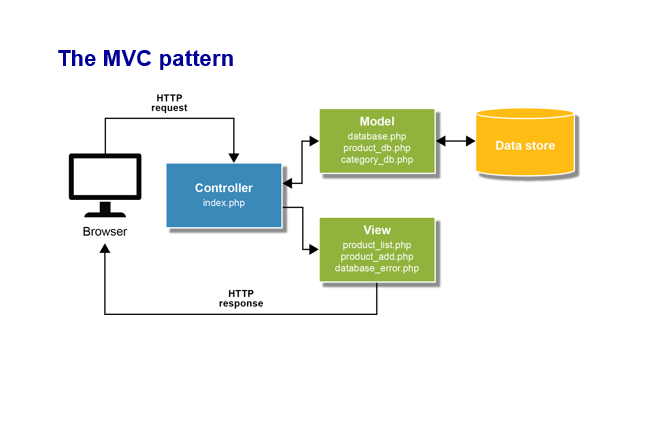 The MVC pattern
HTTP
request
Model
database.php
product_db.php
category_db.php
Data store
Controller
index.php
Browser
View
product_list.php
product_add.php
database_error.php
HTTP
response